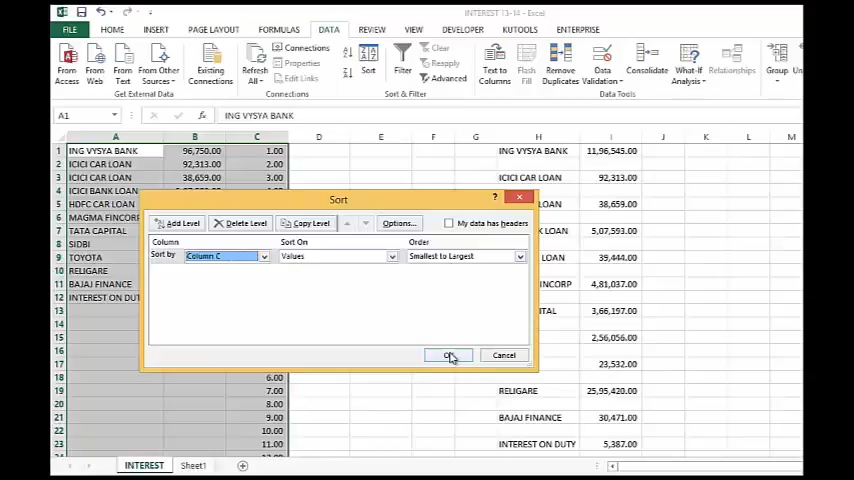 INTEREST 13-14 - Excel
FILE HOME INSERT PAGE LAYOUT FORMULAS DATA REVIEW VIEW DEVELOPER KUTOOLS ENTERPRISE
From Access
From Web
From Text
From Other Sources
Existing Connections
Refresh All
Connections
Properties
Edit Links
Sort
Filter
Clear
Reapply
Advanced
Text to Columns
Flash Fill
Remove Duplicates
Data Validation
Consolidate
What-If Analysis
Relationships
Group
Get External Data Connections Sort & Filter Data Tools
A1 fx ING VYSYA BANK
A B C D E F G H I J K L M
1 ING VYSYA BANK 96,750.00 1.00 ING VYSYA BANK 11,96,545.00
2 ICICI CAR LOAN 92,313.00 2.00
3 ICICI CAR LOAN 38,659.00 3.00 ICICI CAR LOAN 92,313.00
4 ICICI BANK LOAN
5 HDFC CAR LOAN 38,659.00
6 MAGMA FINCORP
7 TATA CAPITAL LOAN 5,07,593.00
8 SIDBI
9 TOYOTA LOAN 39,444.00
10 RELIGARE
11 BAJAJ FINANCE INCORP 4,81,037.00
12 INTEREST ON DUTY
13 ITAL 3,66,197.00
14
15 2,56,056.00
16
17 23,532.00
18 6.00
19 7.00 RELIGARE 25,95,420.00
20 8.00
21 9.00 BAJAJ FINANCE 30,471.00
22 10.00
23 11.00 INTEREST ON DUTY 5,387.00
Sort
? ×
Add Level Delete Level Copy Level Options... My data has headers
Column Sort On Order
Sort by Column C Values Smallest to Largest
OK Cancel
INTEREST Sheet1